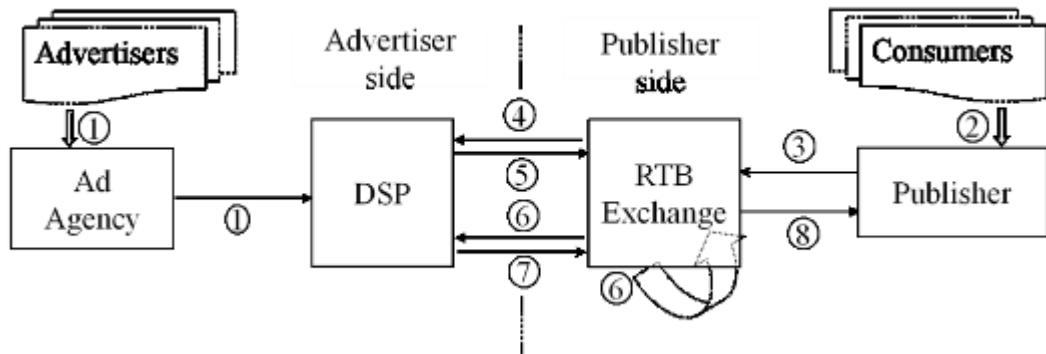 Advertisers
Advertiser
side
Publisher
side
Consumers
①
④
②
③
Ad
Agency
①
DSP
⑤
⑥
⑦
RTB
Exchange
⑥
⑧
Publisher